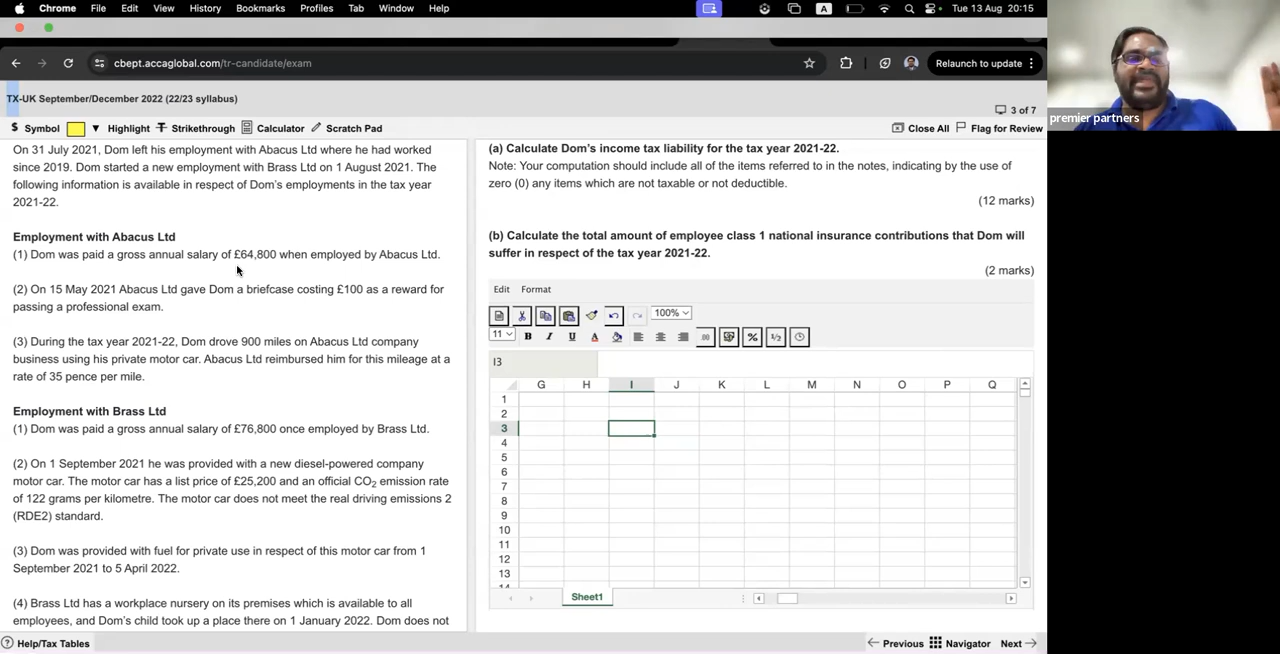 Chrome File Edit View History Bookmarks Profiles Tab Window Help
A
Tue 13 Aug 20:15
cbept.accaglobal.com/tr-candidate/exam
Relaunch to update
TX-UK September/December 2022 (22/23 syllabus)
3 of 7
$ Symbol Highlight Strikethrough Calculator Scratch Pad
Close All Flag for Review
On 31 July 2021, Dom left his employment with Abacus Ltd where he had worked
since 2019. Dom started a new employment with Brass Ltd on 1 August 2021. The
following information is available in respect of Dom's employments in the tax year
2021-22.
Employment with Abacus Ltd
(1) Dom was paid a gross annual salary of £64,800 when employed by Abacus Ltd.
(2) On 15 May 2021 Abacus Ltd gave Dom a briefcase costing £100 as a reward for
passing a professional exam.
(3) During the tax year 2021-22, Dom drove 900 miles on Abacus Ltd company
business using his private motor car. Abacus Ltd reimbursed him for this mileage at a
rate of 35 pence per mile.
Employment with Brass Ltd
(1) Dom was paid a gross annual salary of £76,800 once employed by Brass Ltd.
(2) On 1 September 2021 he was provided with a new diesel-powered company
motor car. The motor car has a list price of £25,200 and an official CO2 emission rate
of 122 grams per kilometre. The motor car does not meet the real driving emissions 2
(RDE2) standard.
(3) Dom was provided with fuel for private use in respect of this motor car from 1
September 2021 to 5 April 2022.
(4) Brass Ltd has a workplace nursery on its premises which is available to all
employees, and Dom's child took up a place there on 1 January 2022. Dom does not
(a) Calculate Dom's income tax liability for the tax year 2021-22.
Note: Your computation should include all of the items referred to in the notes, indicating by the use of
zero (0) any items which are not taxable or not deductible.
(12 marks)
(b) Calculate the total amount of employee class 1 national insurance contributions that Dom will
suffer in respect of the tax year 2021-22.
(2 marks)
Edit Format
100%
11 B I U A .00 % ½
I3
G H I J K L M N O P Q
1
2
3
4
5
6
7
8
9
10
11
12
13
14
Sheet1
? Help/Tax Tables
Previous Navigator Next
premier partners